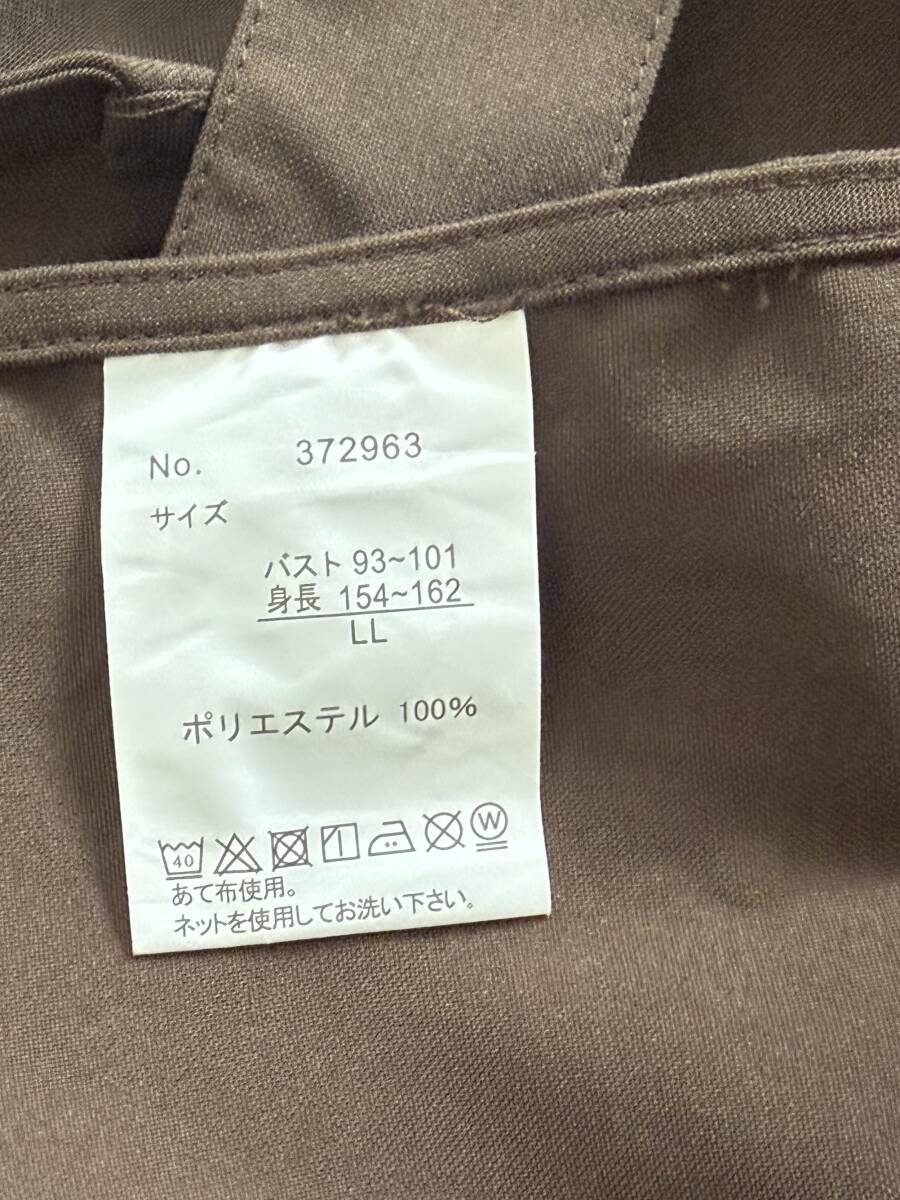 No. 372963
サイズ
バスト 93~101
身長 154~162
LL
ポリエステル 100%
40 W
あて布使用。
ネットを使用してお洗い下さい。